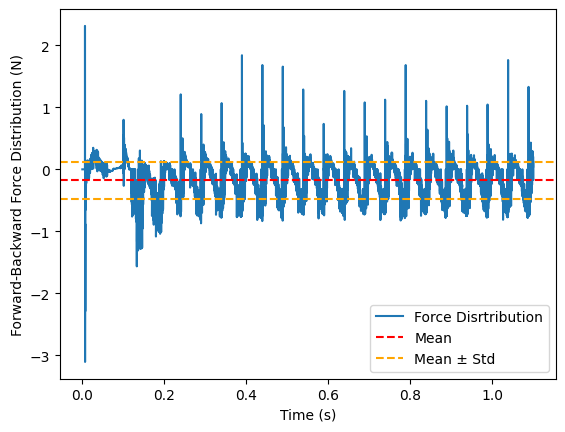 Forward-Backward Force Distribution (N)
2
1
0
−1
−2
−3
0.0 0.2 0.4 0.6 0.8 1.0
Time (s)
Force Disrtribution
Mean
Mean ± Std